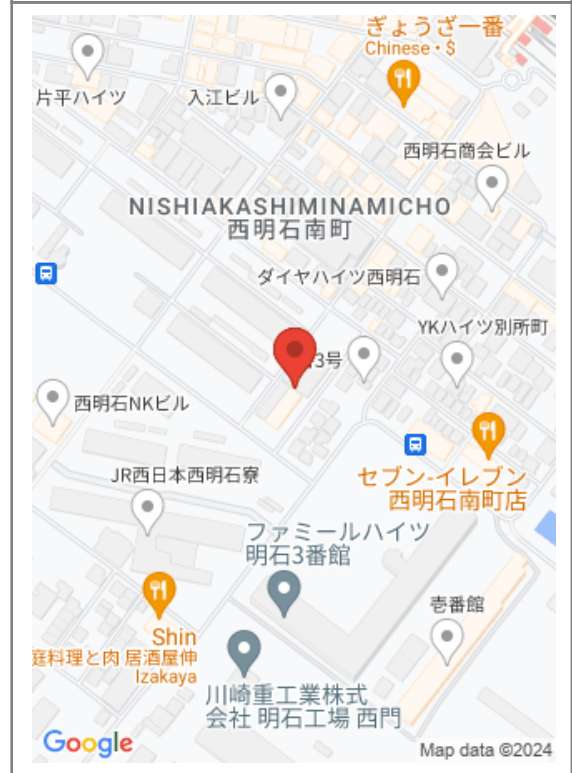 ぎょうざ一番
Chinese・$
片平ハイツ
入江ビル
西明石商会ビル
NISHIAKASHIMINAMICHO
西明石南町
ダイヤハイツ西明石
YKハイツ別所町
3号
西明石NKビル
セブン-イレブン
西明石南町店
JR西日本西明石寮
ファミールハイツ
明石3番館
壱番館
Shin
庭料理と肉 居酒屋伸
Izakaya
川崎重工業株式
会社 明石工場 西門
Google
Map data ©2024